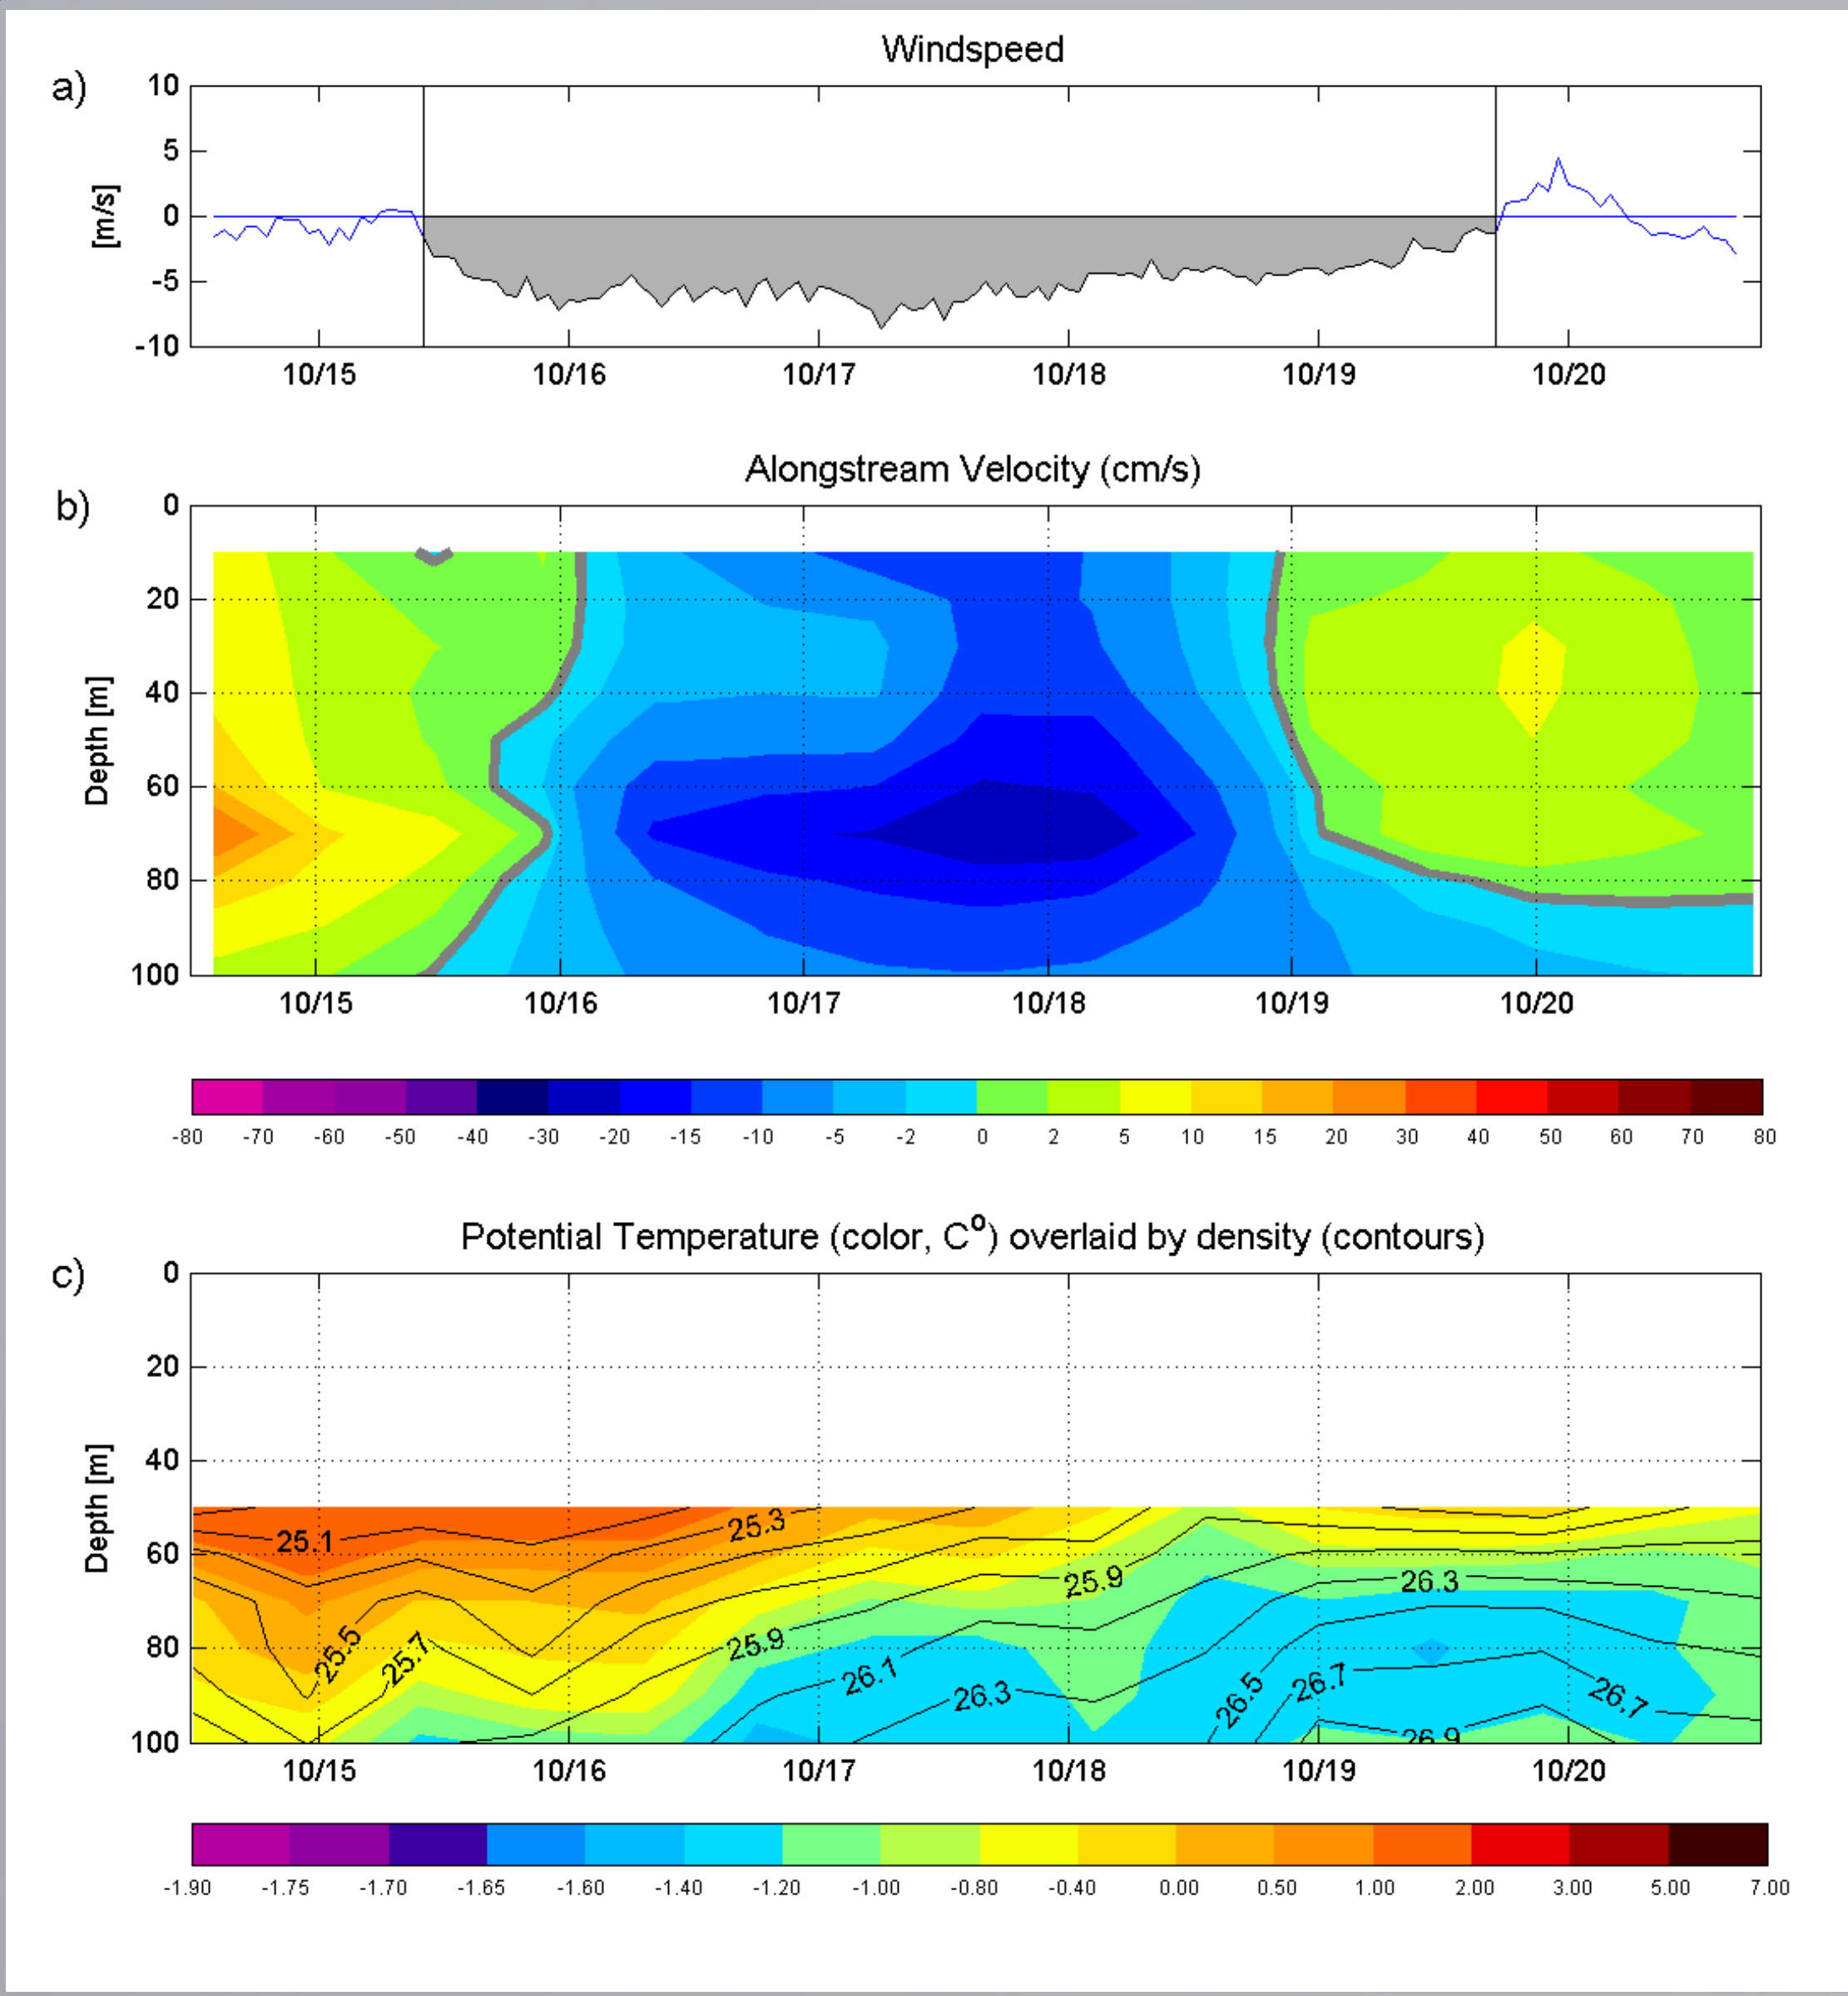 Windspeed
a)
10
5
0
-5
-10
[m/s]
10/15 10/16 10/17 10/18 10/19 10/20
Alongstream Velocity (cm/s)
b)
0
20
40
60
80
100
Depth [m]
10/15 10/16 10/17 10/18 10/19 10/20
-80 -70 -60 -50 -40 -30 -20 -15 -10 -5 -2 0 2 5 10 15 20 30 40 50 60 70 80
Potential Temperature (color, C⁰) overlaid by density (contours)
c)
0
20
40
60
80
100
Depth [m]
25.1
25.3
25.5
25.7
25.9
25.9
26.1
26.3
26.3
26.5
26.7
26.7
26.9
10/15 10/16 10/17 10/18 10/19 10/20
-1.90 -1.75 -1.70 -1.65 -1.60 -1.40 -1.20 -1.00 -0.80 -0.40 0.00 0.50 1.00 2.00 3.00 5.00 7.00